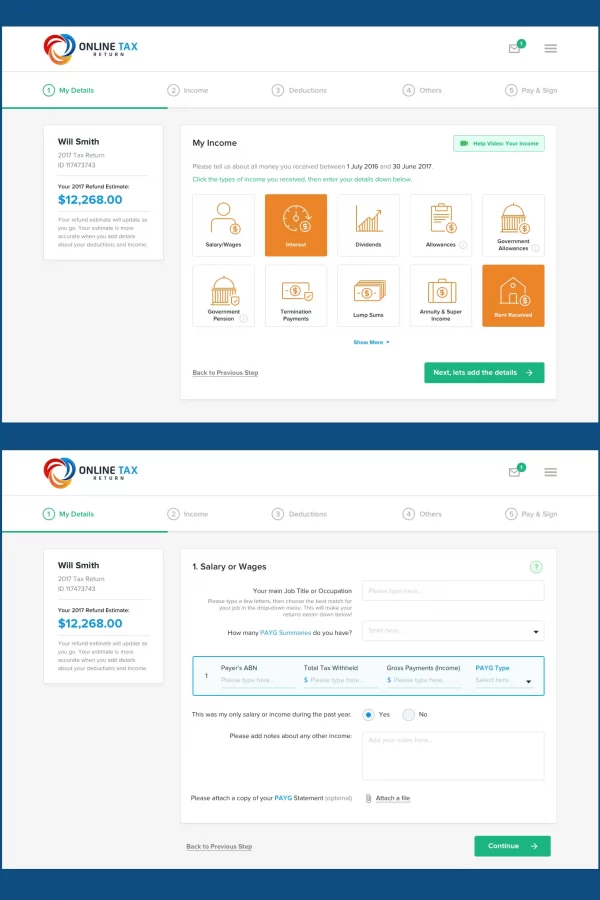 ONLINE TAX
RETURN
1
1 My Details
2 Income
3 Deductions
4 Others
5 Pay & Sign
Will Smith
2017 Tax Return
ID 117473743
Your 2017 Refund Estimate:
$12,268.00
Your refund estimate will update as
you go. Your estimate is more
accurate when you add details
about your deductions and income.
My Income
Help Video: Your Income
Please tell us about all money you received between 1 July 2016 and 30 June 2017.
Click the types of income you received, then enter your details down below.
Salary/Wages
Interest
Dividends
Allowances
Government
Allowances
Government
Pension
Termination
Payments
Lump Sums
Annuity & Super
Income
Rent Received
Show More
Back to Previous Step
Next, lets add the details
ONLINE TAX
RETURN
1
1 My Details
2 Income
3 Deductions
4 Others
5 Pay & Sign
Will Smith
2017 Tax Return
ID 117473743
Your 2017 Refund Estimate:
$12,268.00
Your refund estimate will update as
you go. Your estimate is more
accurate when you add details
about your deductions and income.
1. Salary or Wages
?
Your main Job Title or Occupation
Please type here...
Please type a few letters, then choose the best match for
your job in the drop-down menu. This will make your
returns easier down below!
How many PAYG Summaries do you have?
Selet here...
1
Payer's ABN
Please type here...
Total Tax Withheld
$ Please type here...
Gross Payments (Income)
$ Please type here...
PAYG Type
Select here...
This was my only salary or income during the past year.
Yes
No
Please add notes about any other income:
Add your notes here...
Please attach a copy of your PAYG Statement (optional)
Attach a file
Back to Previous Step
Continue